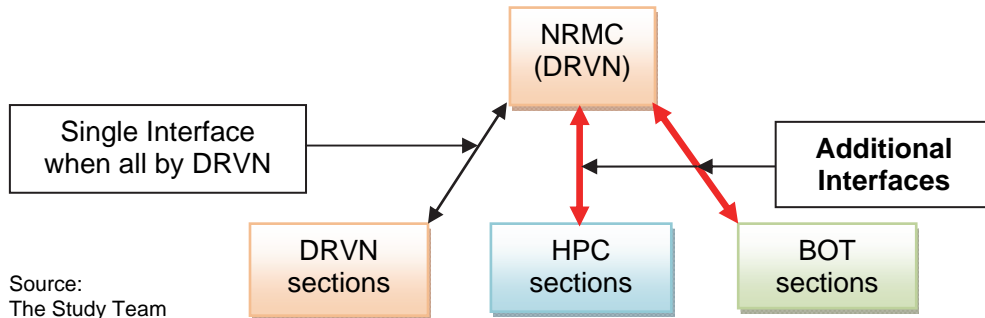 NRMC
(DRVN)
Single Interface
when all by DRVN
Additional
Interfaces
DRVN
sections
HPC
sections
BOT
sections
Source:
The Study Team